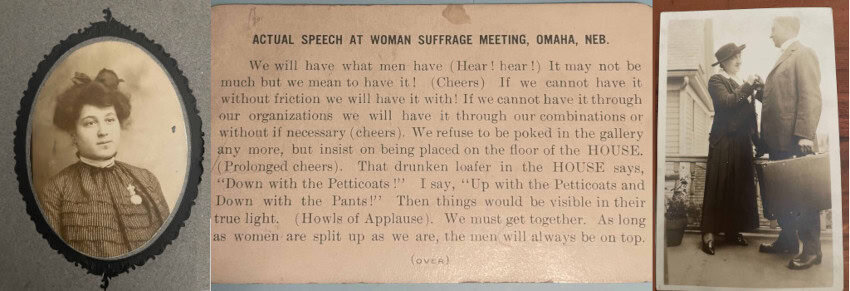 ACTUAL SPEECH AT WOMAN SUFFRAGE MEETING, OMAHA, NEB.
We will have what men have (Hear! hear!) It may not be
much but we mean to have it! (Cheers) If we cannot have it
without friction we will have it with! If we cannot have it through
our organizations we will have it through our combinations or
without if necessary (cheers). We refuse to be poked in the gallery
any more, but insist on being placed on the floor of the HOUSE.
(Prolonged cheers). That drunken loafer in the HOUSE says,
"Down with the Petticoats!" I say, "Up with the Petticoats and
Down with the Pants!" Then things would be visible in their
true light. (Howls of Applause). We must get together. As long
as women are split up as we are, the men will always be on top.
(OVER)